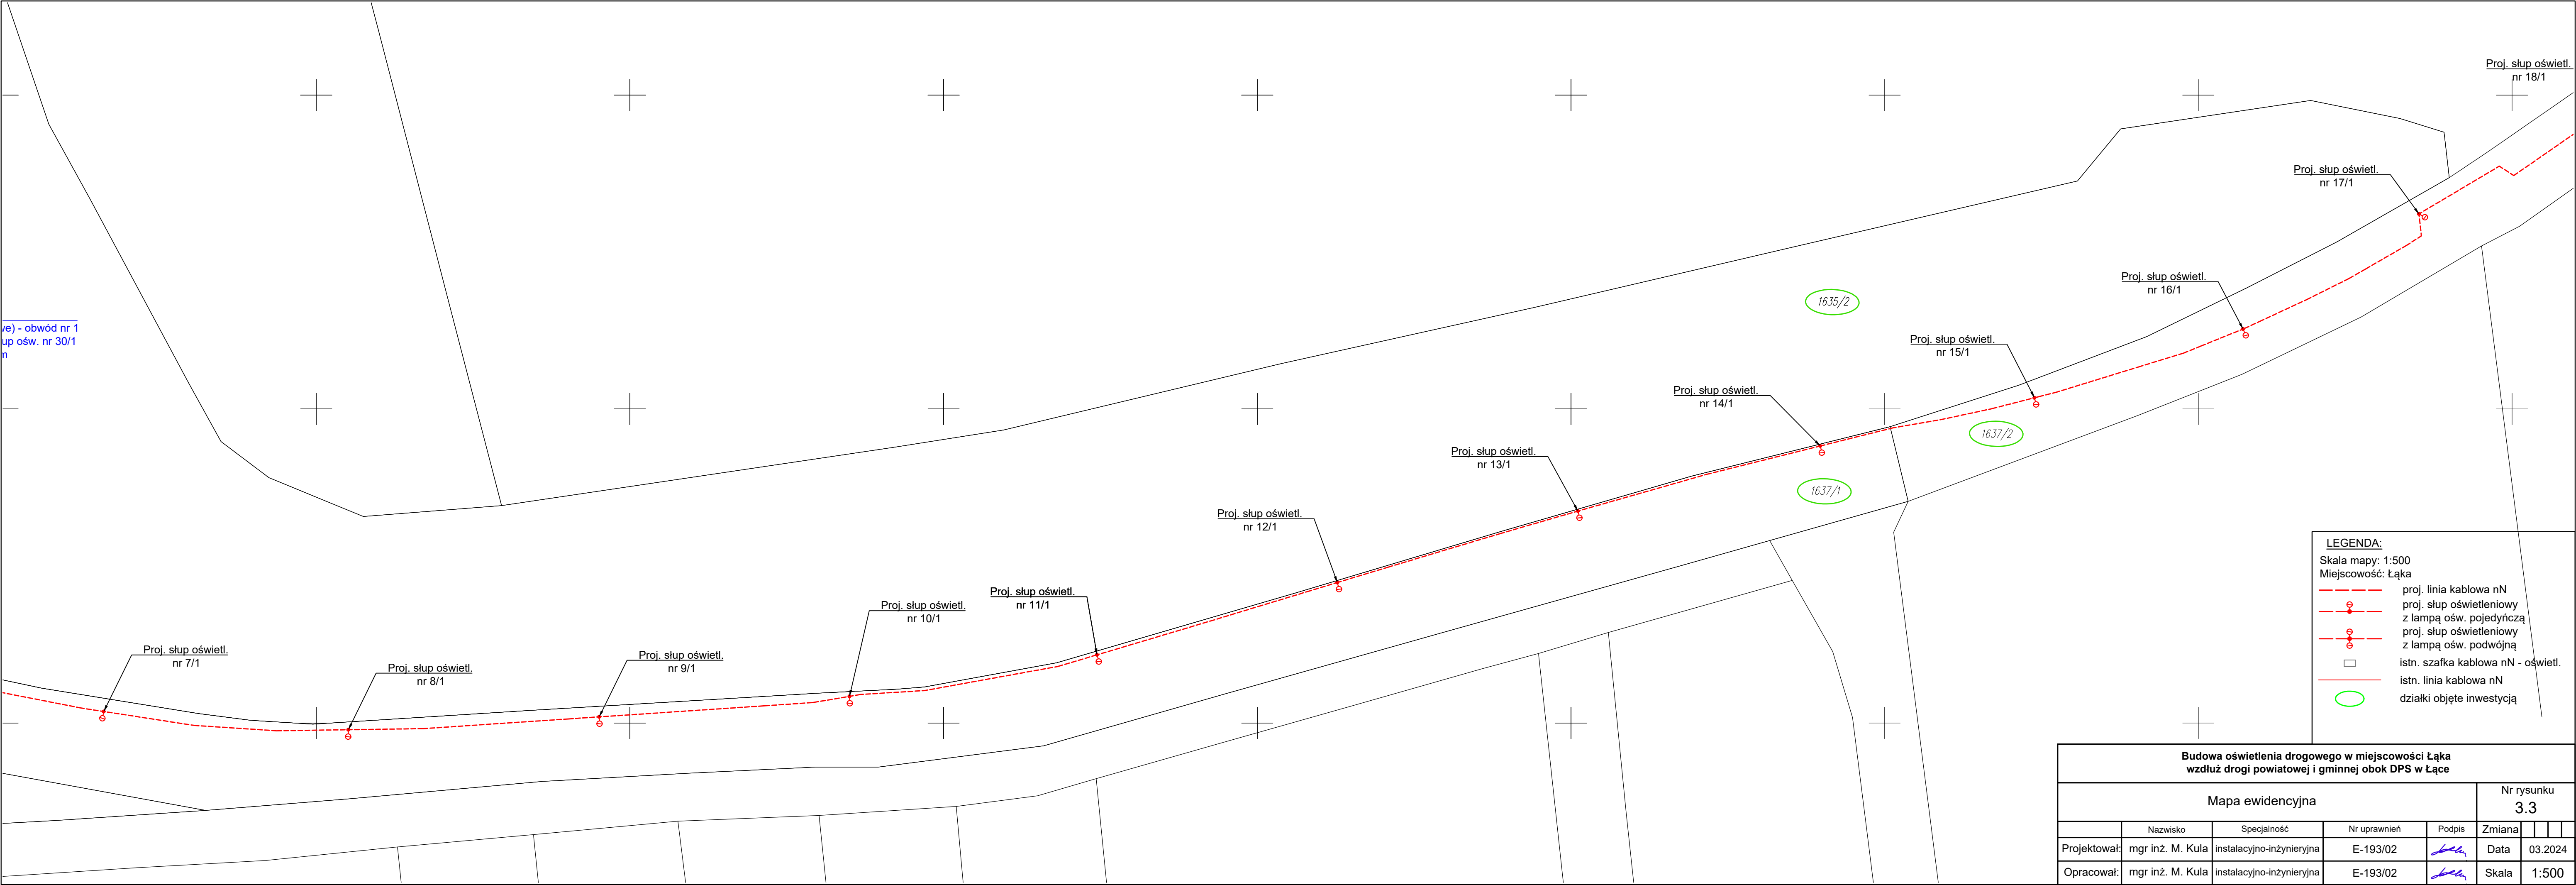 Proj. słup oświetl.
nr 18/1
Proj. słup oświetl.
nr 17/1
Proj. słup oświetl.
nr 16/1
1635/2
- obwód nr 1
ośw. nr 30/1
Proj. słup oświetl.
nr 15/1
Proj. słup oświetl.
nr 14/1
1637/2
Proj. słup oświetl.
nr 13/1
1637/1
Proj. słup oświetl.
nr 12/1
Proj. słup oświetl.
nr 11/1
Proj. słup oświetl.
nr 10/1
Proj. słup oświetl.
nr 9/1
Proj. słup oświetl.
nr 8/1
Proj. słup oświetl.
nr 7/1
LEGENDA:
Skala mapy: 1:500
Miejscowość: Łąka
proj. linia kablowa nN
proj. słup oświetleniowy
z lampą ośw. pojedyńczą
proj. słup oświetleniowy
z lampą ośw. podwójną
istn. szafka kablowa nN - oświetl.
istn. linia kablowa nN
działki objęte inwestycją
Budowa oświetlenia drogowego w miejscowości Łąka
wzdłuż drogi powiatowej i gminnej obok DPS w Łące
Mapa ewidencyjna
Nr rysunku
3.3
Nazwisko Specjalność Nr uprawnień Podpis Zmiana
Projektował: mgr inż. M. Kula instalacyjno-inżynieryjna E-193/02 Data 03.2024
Opracował: mgr inż. M. Kula instalacyjno-inżynieryjna E-193/02 Skala 1:500